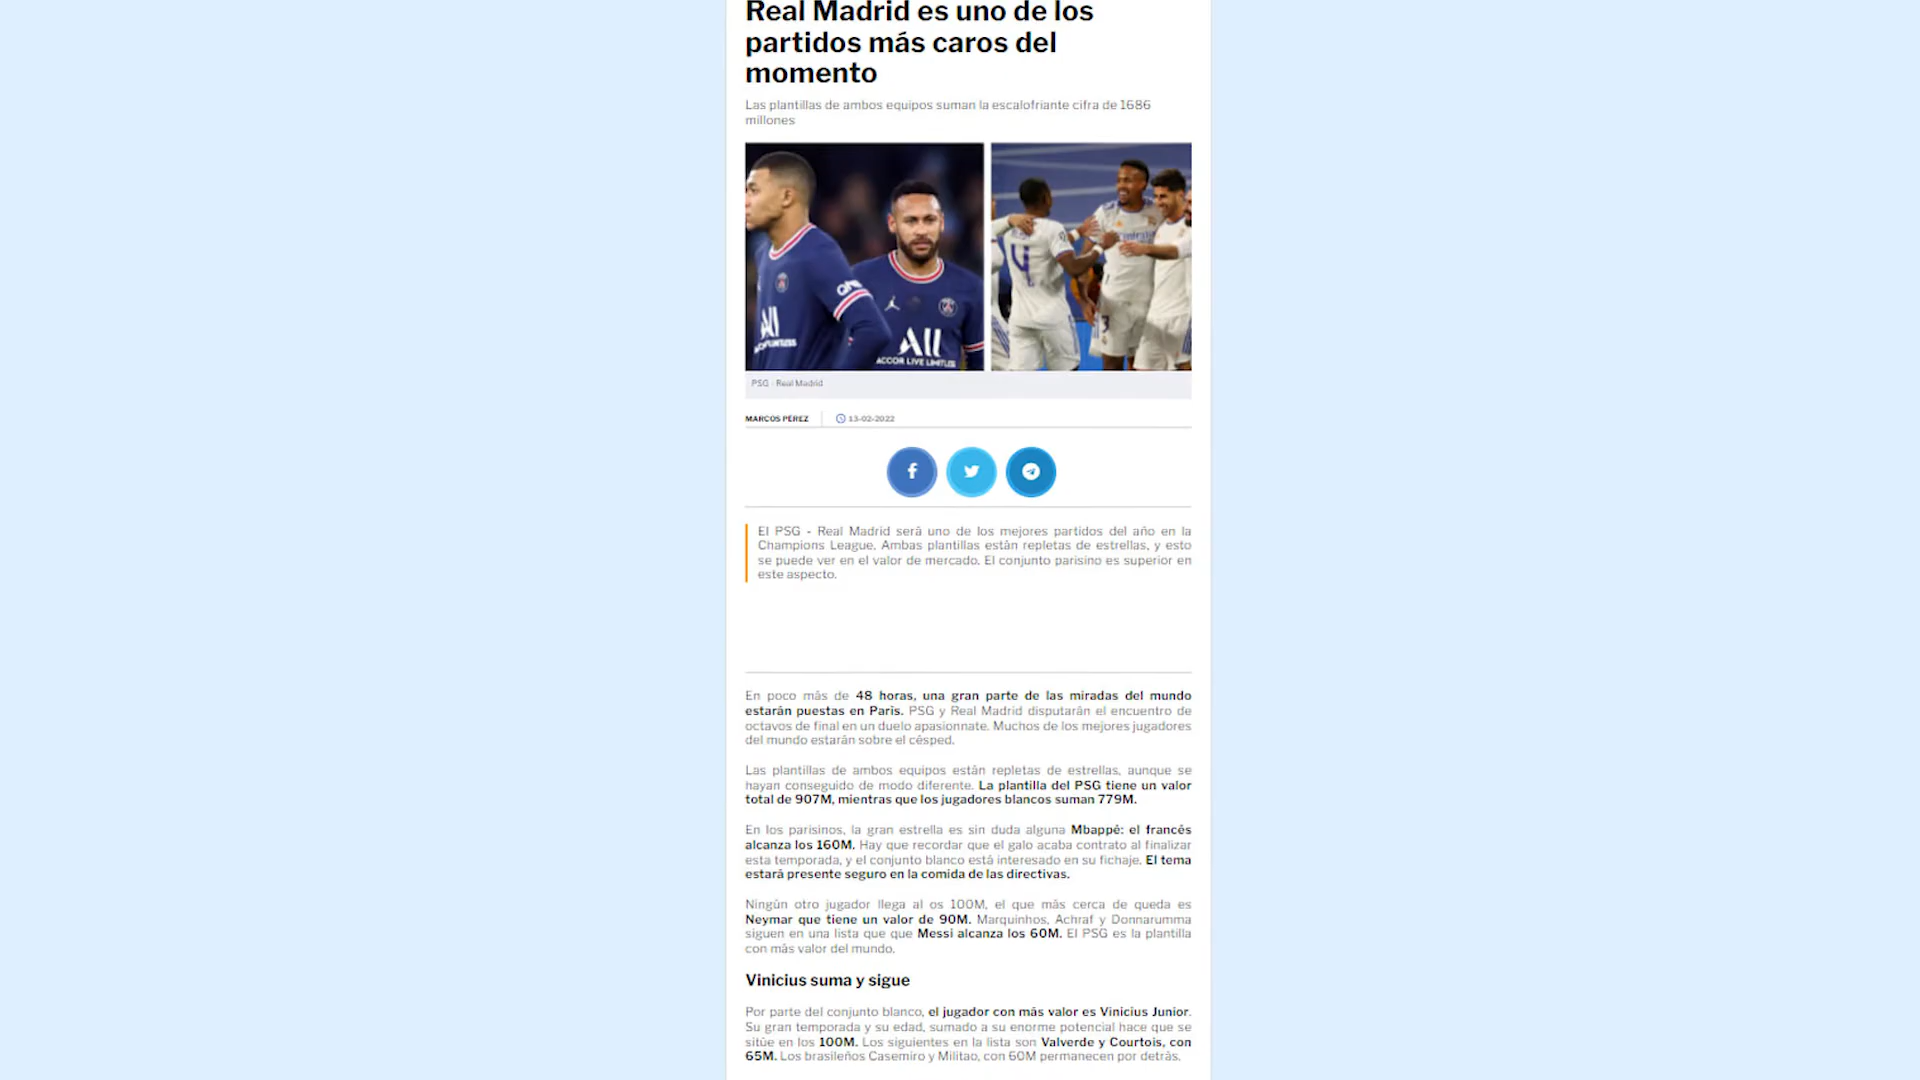 Real Madrid es uno de los
partidos más caros del
momento
Las plantillas de ambos equipos suman la escalofriante cifra de 1686
millones
All
ACCOR LIVE LIMITLESS
4
3
PSG - Real Madrid
MARCOS PÉREZ 13-02-2022
El PSG - Real Madrid será uno de los mejores partidos del año en la
Champions League. Ambas plantillas están repletas de estrellas, y esto
se puede ver en el valor de mercado. El conjunto parisino es superior en
este aspecto.
En poco más de 48 horas, una gran parte de las miradas del mundo
estarán puestas en París. PSG y Real Madrid disputarán el encuentro de
octavos de final en un duelo apasionnate. Muchos de los mejores jugadores
del mundo estarán sobre el césped.
Las plantillas de ambos equipos están repletas de estrellas, aunque se
hayan conseguido de modo diferente. La plantilla del PSG tiene un valor
total de 907M, mientras que los jugadores blancos suman 779M.
En los parisinos, la gran estrella es sin duda alguna Mbappé: el francés
alcanza los 160M. Hay que recordar que el galo acaba contrato al finalizar
esta temporada, y el conjunto blanco está interesado en su fichaje. El tema
estará presente seguro en la comida de las directivas.
Ningún otro jugador llega al os 100M, el que más cerca de queda es
Neymar que tiene un valor de 90M. Marquinhos, Achraf y Donnarumma
siguen en una lista que que Messi alcanza los 60M. El PSG es la plantilla
con más valor del mundo.
Vinicius suma y sigue
Por parte del conjunto blanco, el jugador con más valor es Vinicius Junior.
Su gran temporada y su edad, sumado a su enorme potencial hace que se
sitúe en los 100M. Los siguientes en la lista son Valverde y Courtois, con
65M. Los brasileños Casemiro y Militao, con 60M permanecen por detrás.